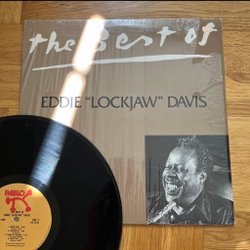 the Best of
EDDIE "LOCKJAW" DAVIS
PABLO